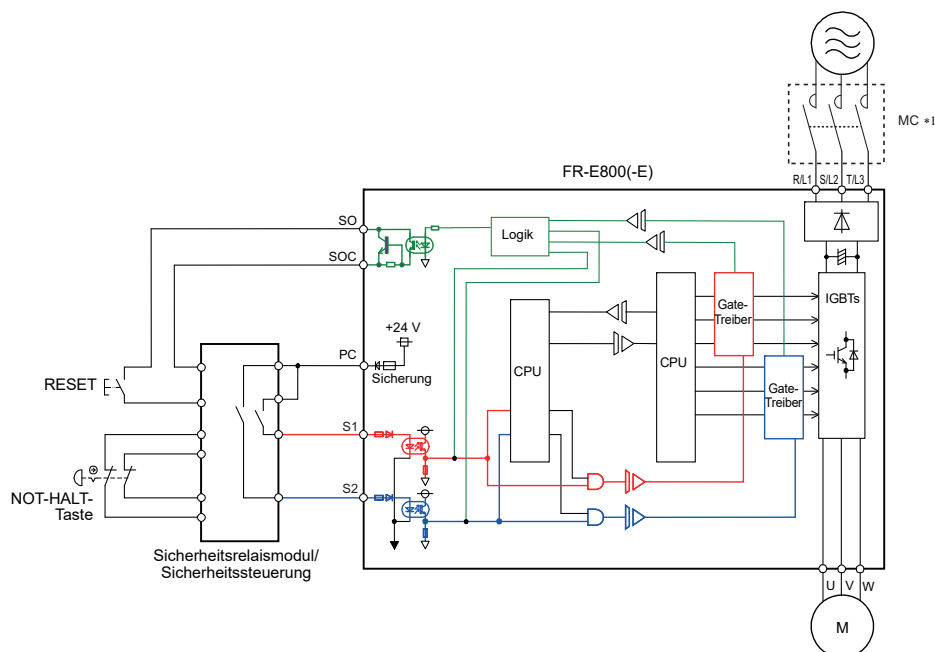 MC *1
R/L1 S/L2 T/L3
FR-E800(-E)
SO
SOC
Logik
+24 V
PC
Sicherung
CPU
CPU
Gate-
Treiber
Gate-
Treiber
IGBTs
RESET
S1
S2
NOT-HALT-
Taste
Sicherheitsrelaismodul/
Sicherheitssteuerung
U V W
M